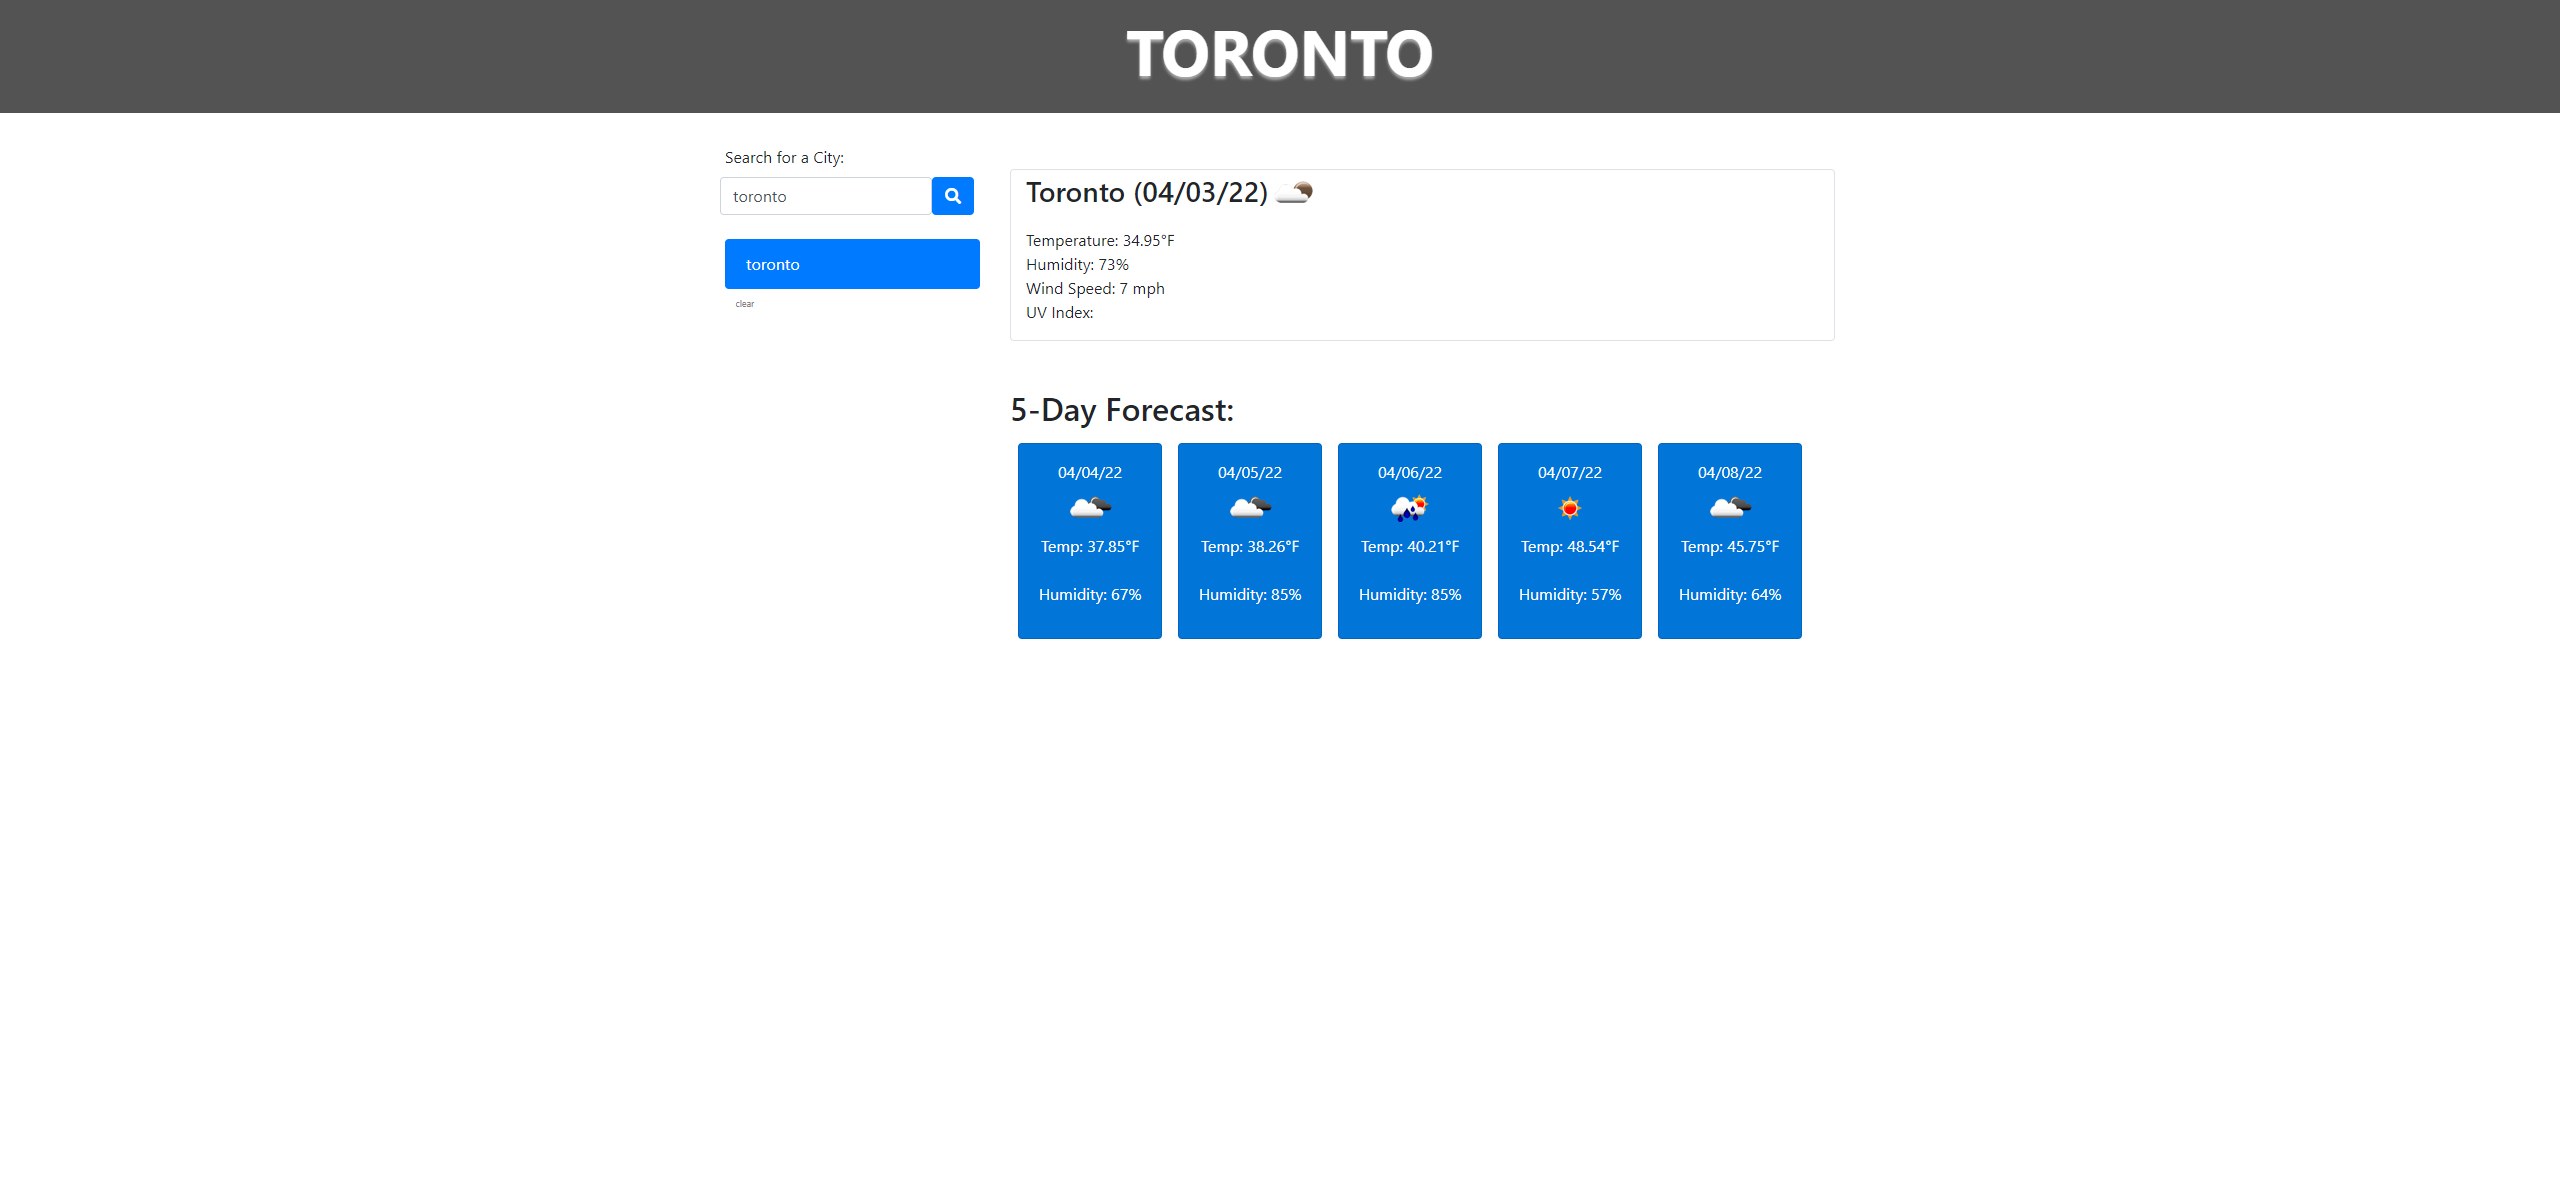 TORONTO
Search for a City:
toronto
toronto
clear
Toronto (04/03/22)
Temperature: 34.95°F
Humidity: 73%
Wind Speed: 7 mph
UV Index:
5-Day Forecast:
04/04/22
Temp: 37.85°F
Humidity: 67%
04/05/22
Temp: 38.26°F
Humidity: 85%
04/06/22
Temp: 40.21°F
Humidity: 85%
04/07/22
Temp: 48.54°F
Humidity: 57%
04/08/22
Temp: 45.75°F
Humidity: 64%